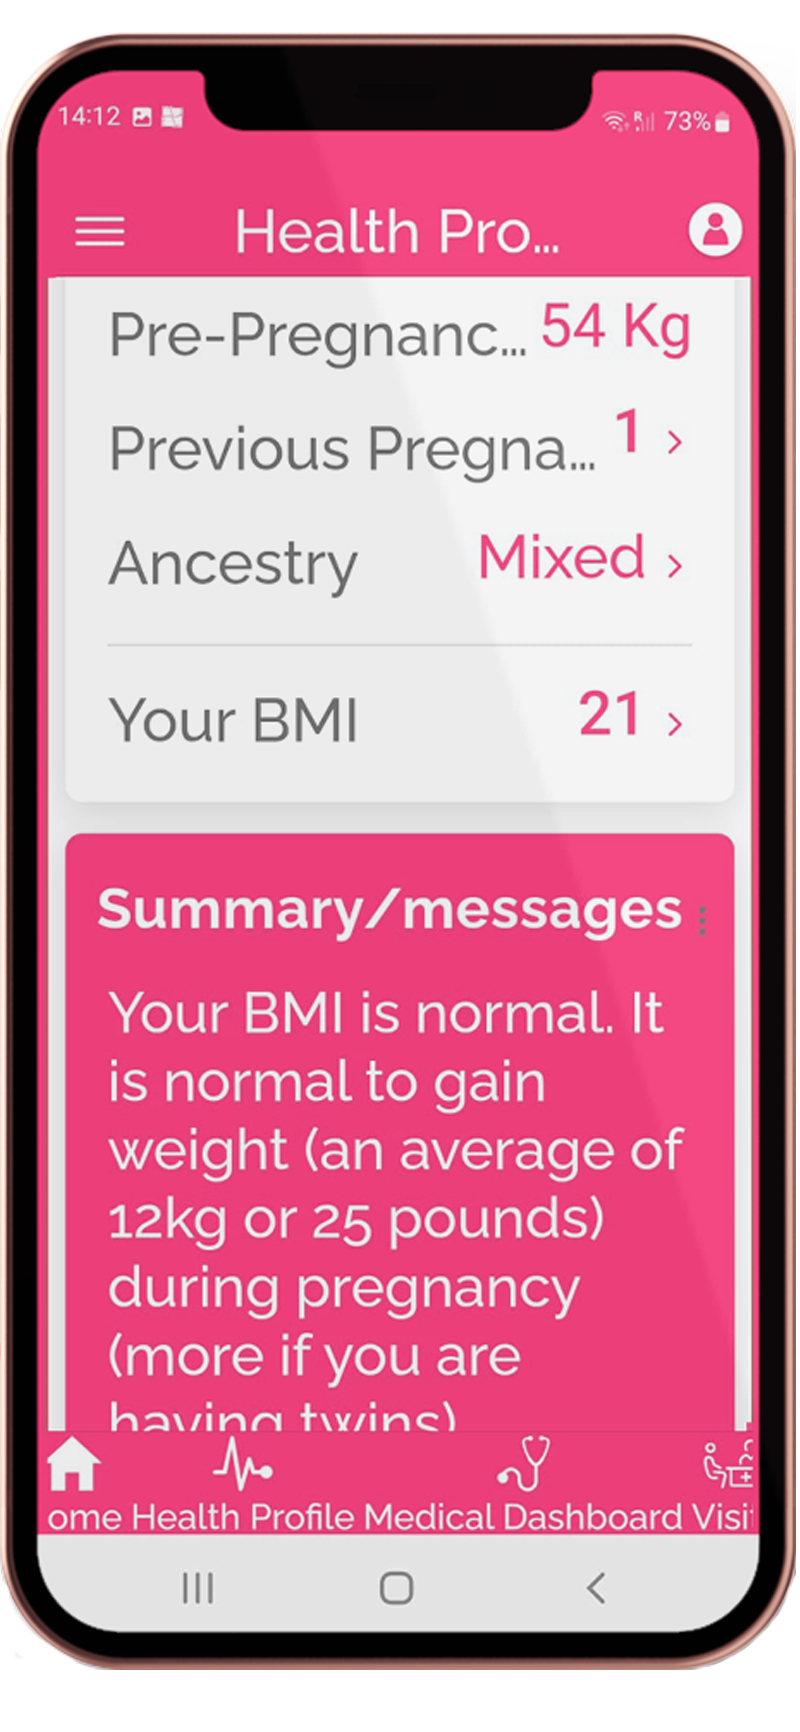 14:12 73%
Health Pro...
Pre-Pregnanc... 54 Kg
Previous Pregna... 1
Ancestry Mixed
Your BMI 21
Summary/messages
Your BMI is normal. It
is normal to gain
weight (an average of
12kg or 25 pounds)
during pregnancy
(more if you are
having twins)
ome Health Profile Medical Dashboard Visi